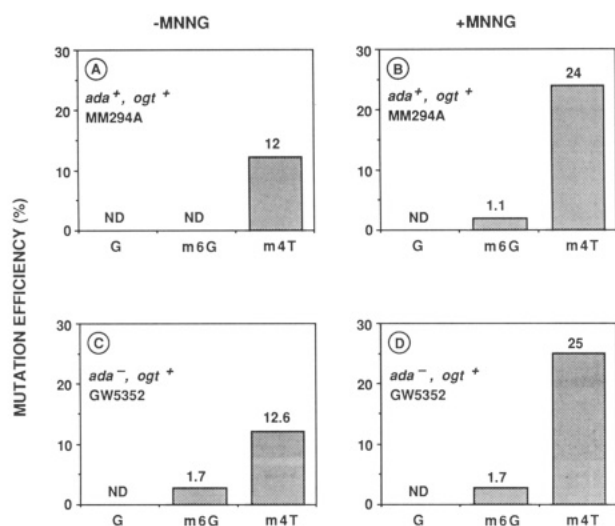 -MNNG
+MNNG
MUTATION EFFICIENCY (%)
30
20
10
0
A
ada+, ogt +
MM294A
ND
ND
12
G
m6G
m4T
30
20
10
0
B
ada+, ogt +
MM294A
ND
1.1
24
G
m6G
m4T
30
20
10
0
C
ada−, ogt +
GW5352
ND
1.7
12.6
G
m6G
m4T
30
20
10
0
D
ada−, ogt +
GW5352
ND
1.7
25
G
m6G
m4T